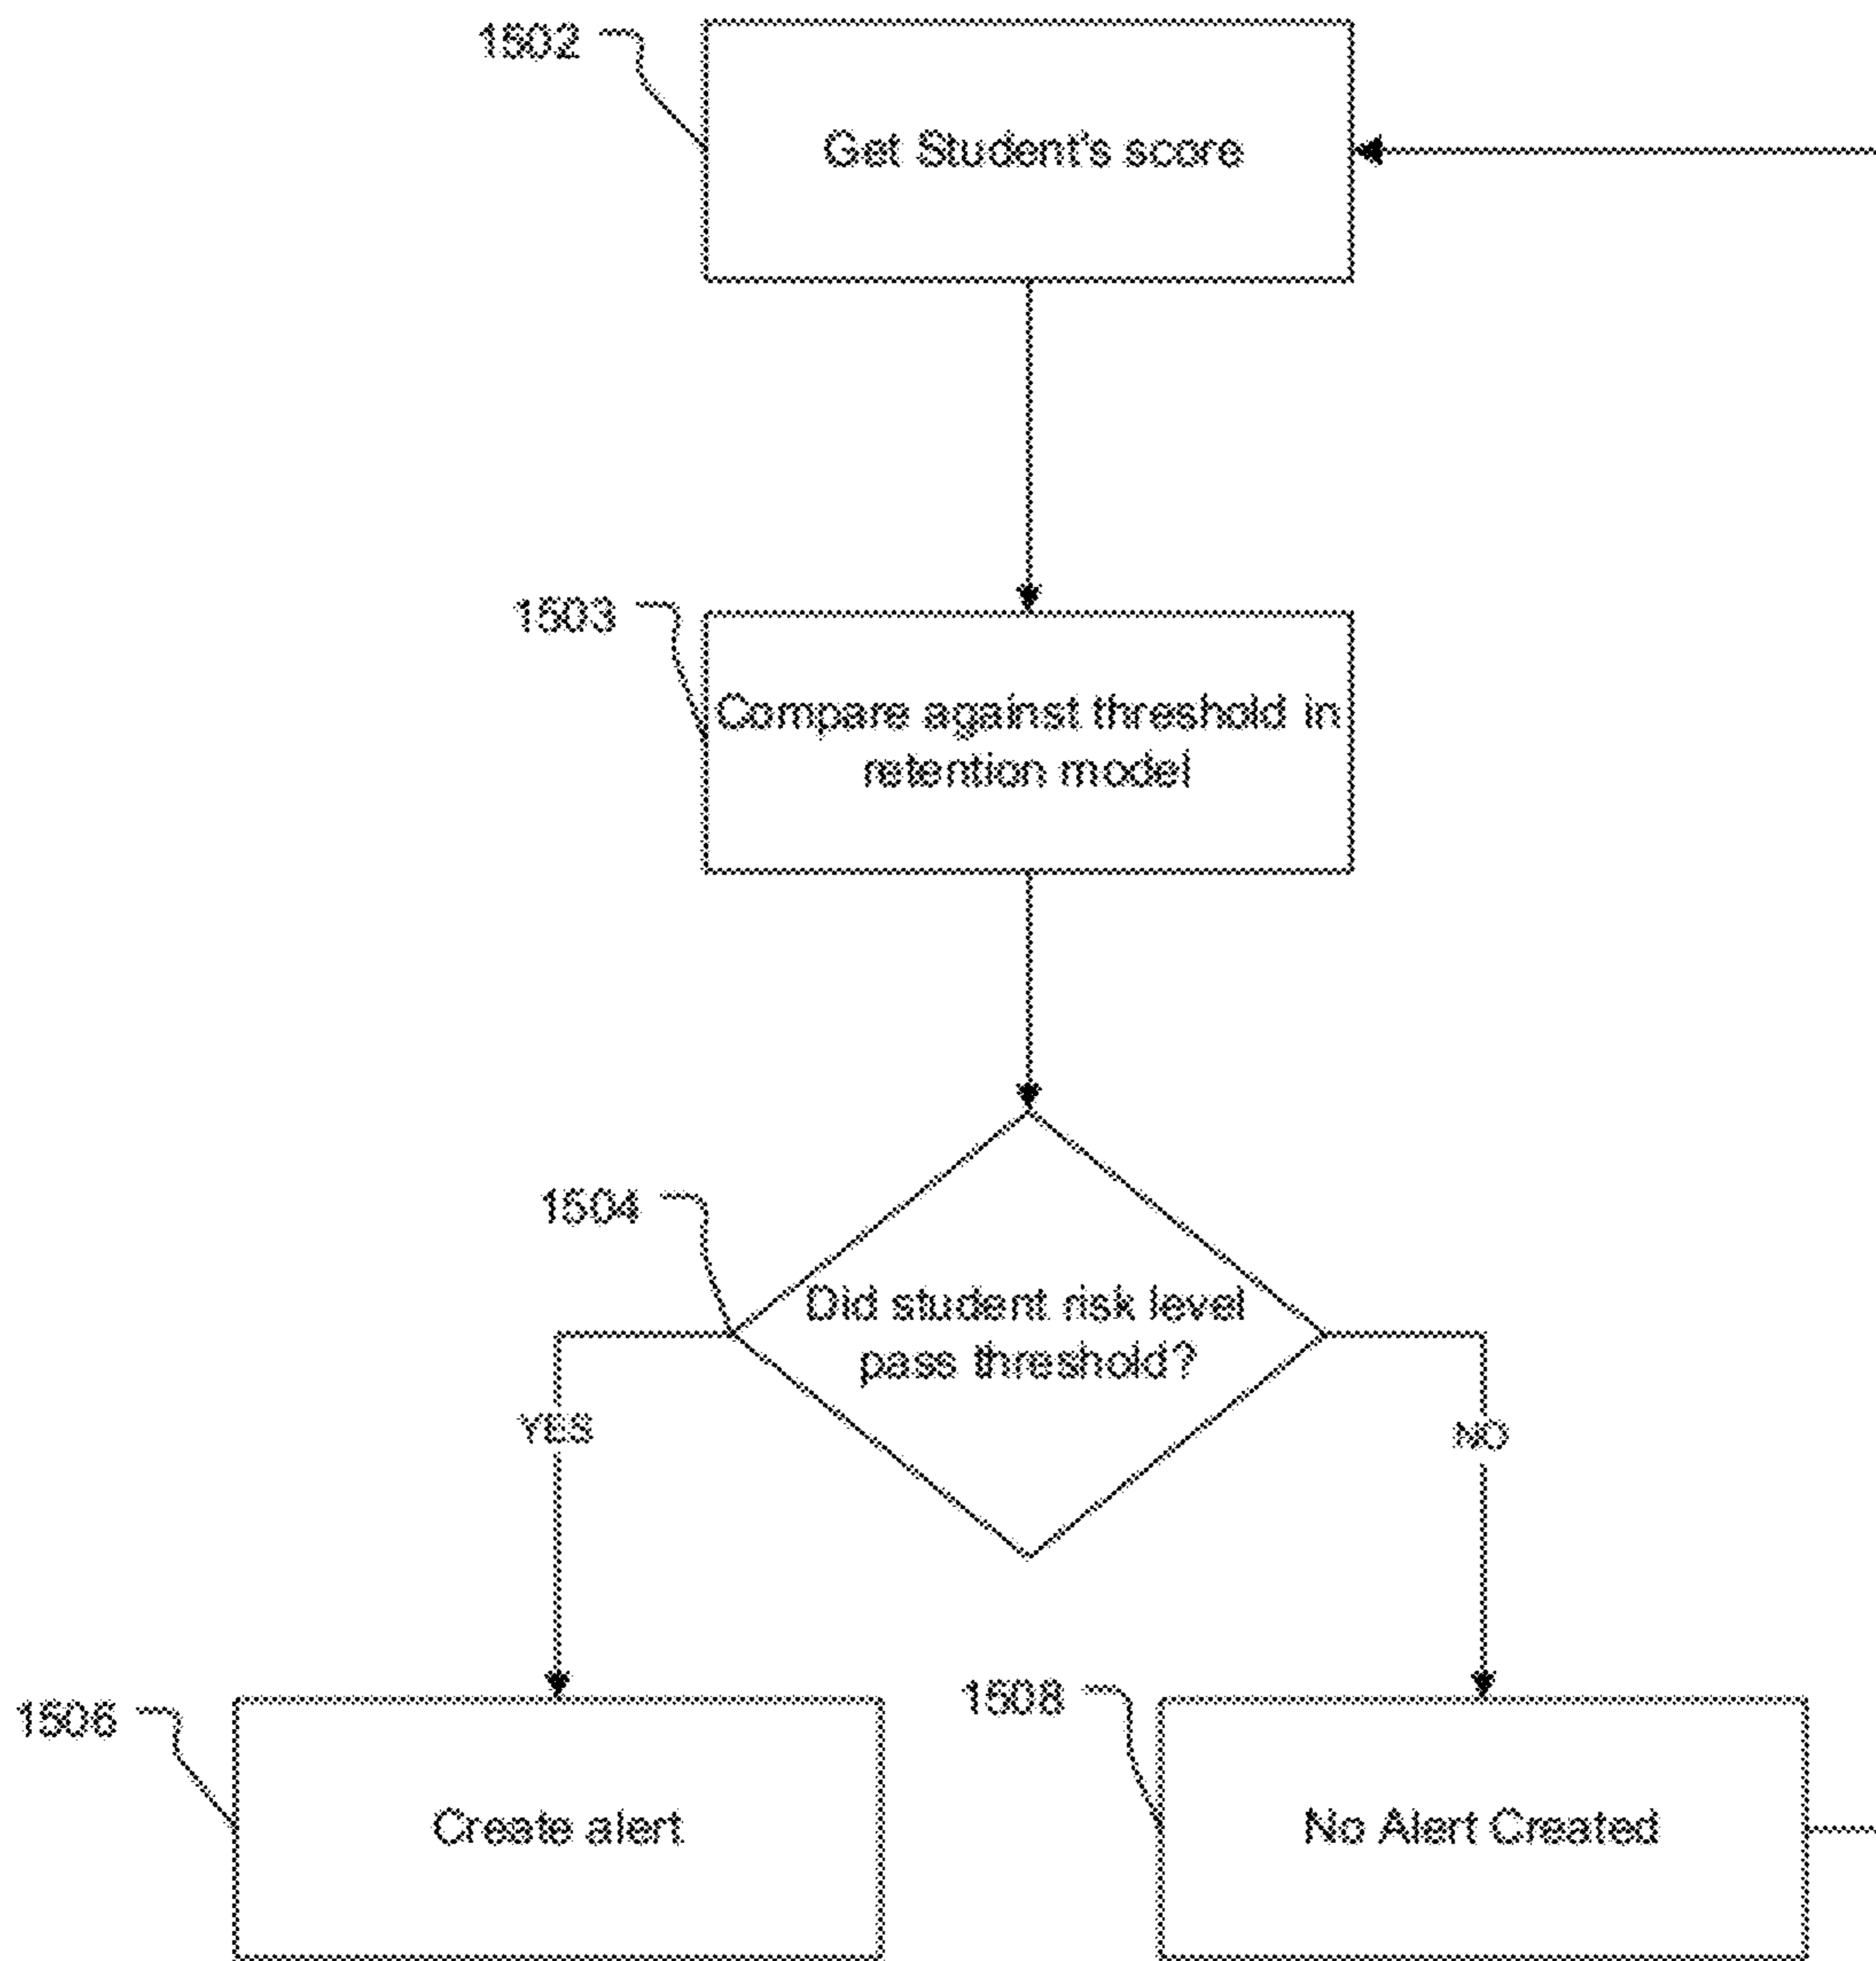 1502
Get Student's score
1503
Compare against threshold in
retention model
1504
Did student risk level
pass threshold?
YES
NO
1506
Create alert
1508
No Alert Created